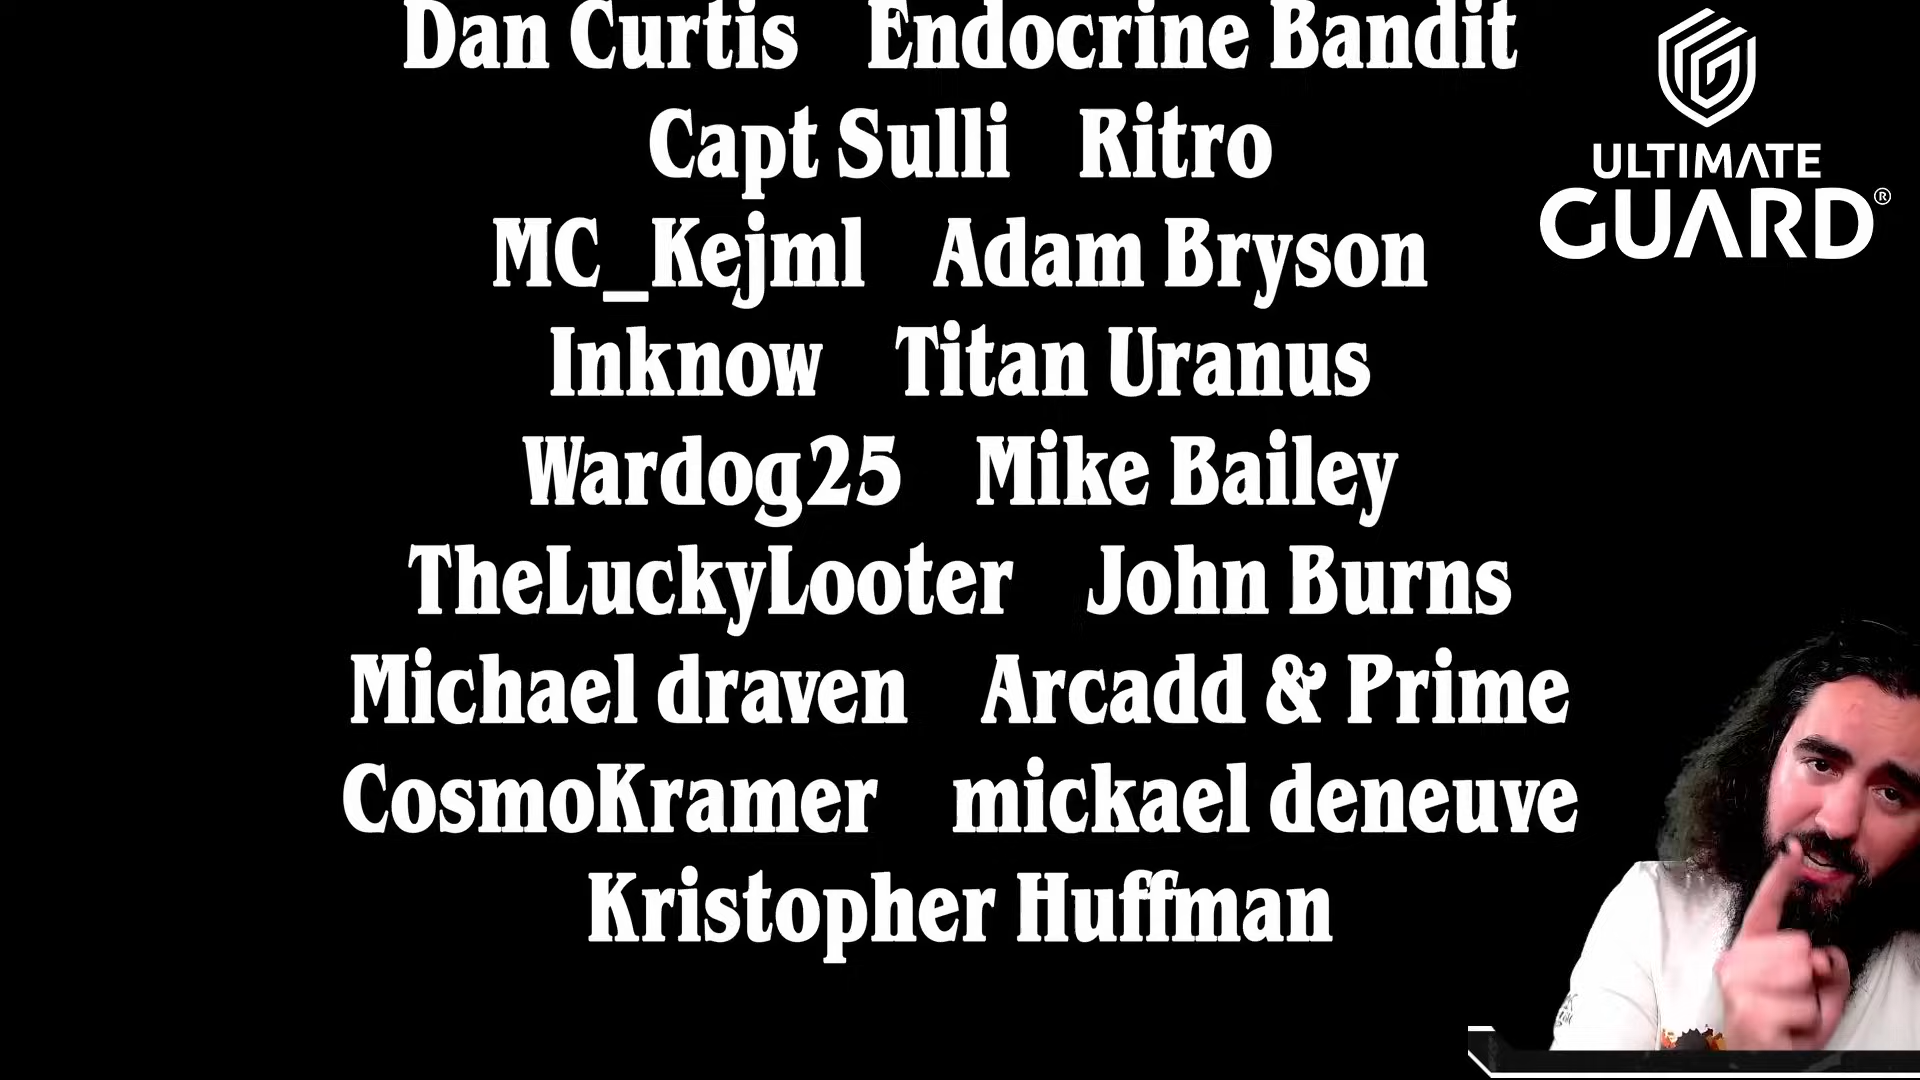 Dan Curtis Endocrine Bandit
Capt Sulli Ritro
MC_Kejml Adam Bryson
Inknow Titan Uranus
Wardog25 Mike Bailey
TheLuckyLooter John Burns
Michael draven Arcadd & Prime
CosmoKramer mickael deneuve
Kristopher Huffman
ULTIMATE
GUARD®